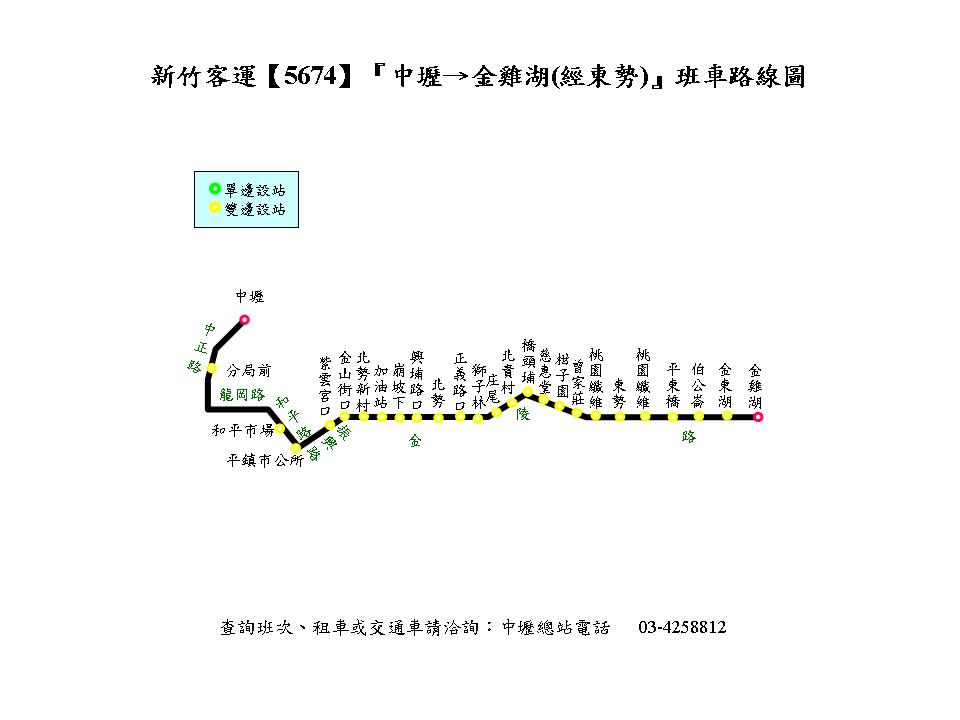 新竹客運【5674】『中壢→金雞湖(經東勢)』班車路線圖
單邊設站
雙邊設站
中壢
中正路
分局前
龍岡路
和平路
和平市場
平鎮市公所
振興路
紫雲宮口
金山街口
北勢新村
加油站
崩坡下
興埔路口
北勢
正義路口
獅子林
庄尾
北貴村
橋頭埔
慈惠堂
柑子園
曾家莊
桃園纖維
東勢
桃園纖維
平東橋
伯公崙
金東湖
金雞湖
金陵路
查詢班次、租車或交通車請洽詢：中壢總站電話 03-4258812